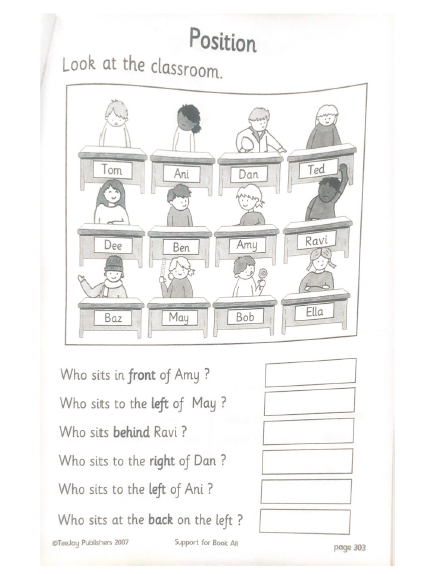 Position
Look at the classroom.
Tom Ani Dan Ted
Dee Ben Amy Ravi
Baz May Bob Ella
Who sits in front of Amy ?
Who sits to the left of May ?
Who sits behind Ravi ?
Who sits to the right of Dan ?
Who sits to the left of Ani ?
Who sits at the back on the left ?
©TeeJay Publishers 2007 Support for Book A11 page 303